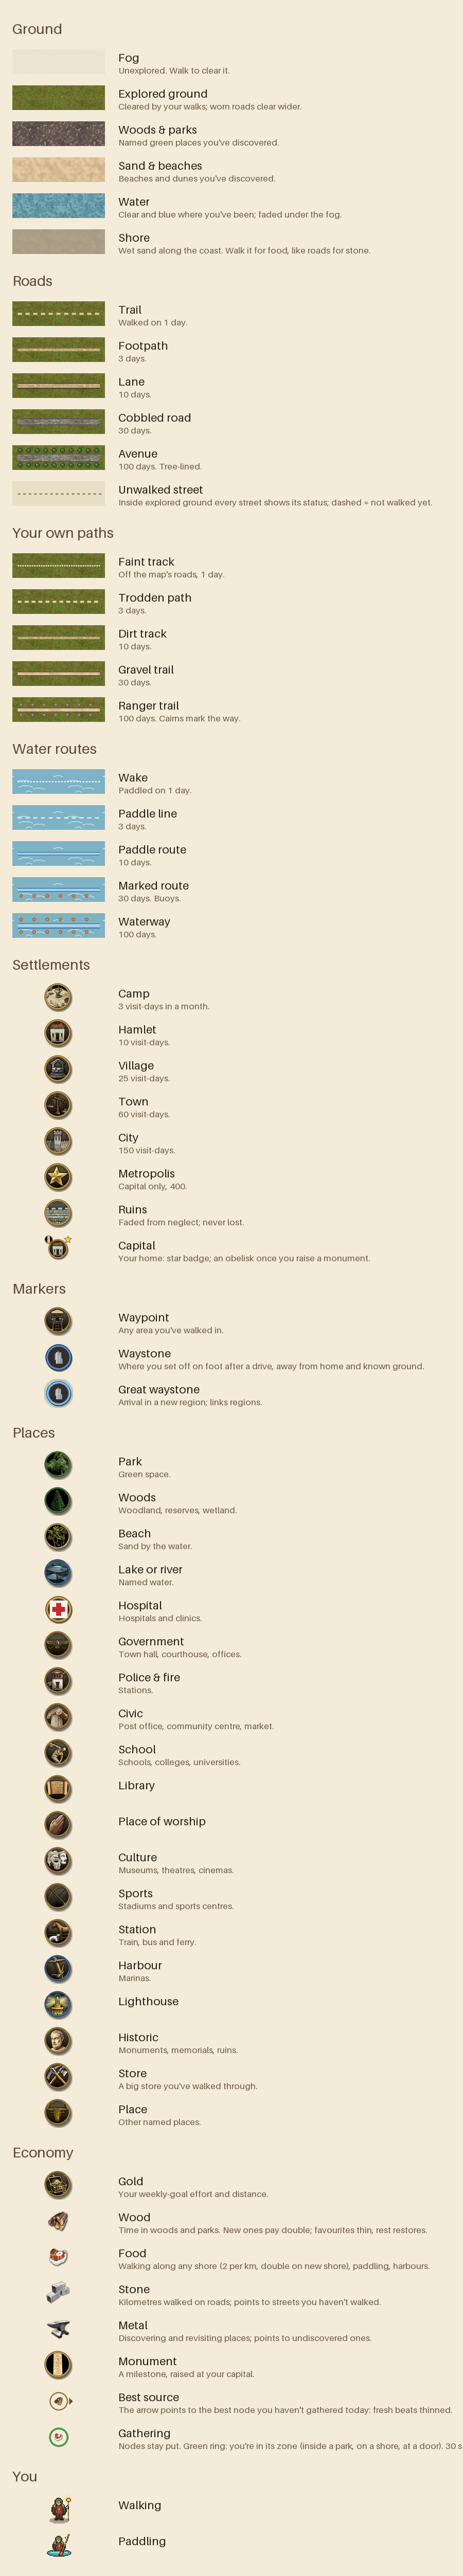 Ground
Fog
Unexplored. Walk to clear it.
Explored ground
Cleared by your walks; worn roads clear wider.
Woods & parks
Named green places you've discovered.
Sand & beaches
Beaches and dunes you've discovered.
Water
Clear and blue where you've been; faded under the fog.
Shore
Wet sand along the coast. Walk it for food, like roads for stone.
Roads
Trail
Walked on 1 day.
Footpath
3 days.
Lane
10 days.
Cobbled road
30 days.
Avenue
100 days. Tree-lined.
Unwalked street
Inside explored ground every street shows its status; dashed = not walked yet.
Your own paths
Faint track
Off the map's roads, 1 day.
Trodden path
3 days.
Dirt track
10 days.
Gravel trail
30 days.
Ranger trail
100 days. Cairns mark the way.
Water routes
Wake
Paddled on 1 day.
Paddle line
3 days.
Paddle route
10 days.
Marked route
30 days. Buoys.
Waterway
100 days.
Settlements
Camp
3 visit-days in a month.
Hamlet
10 visit-days.
Village
25 visit-days.
Town
60 visit-days.
City
150 visit-days.
Metropolis
Capital only, 400.
Ruins
Faded from neglect; never lost.
Capital
Your home: star badge; an obelisk once you raise a monument.
Markers
Waypoint
Any area you've walked in.
Waystone
Where you set off on foot after a drive, away from home and known ground.
Great waystone
Arrival in a new region; links regions.
Places
Park
Green space.
Woods
Woodland, reserves, wetland.
Beach
Sand by the water.
Lake or river
Named water.
Hospital
Hospitals and clinics.
Government
Town hall, courthouse, offices.
Police & fire
Stations.
Civic
Post office, community centre, market.
School
Schools, colleges, universities.
Library
Place of worship
Culture
Museums, theatres, cinemas.
Sports
Stadiums and sports centres.
Station
Train, bus and ferry.
Harbour
Marinas.
Lighthouse
Historic
Monuments, memorials, ruins.
Store
A big store you've walked through.
Place
Other named places.
Economy
Gold
Your weekly-goal effort and distance.
Wood
Time in woods and parks. New ones pay double; favourites thin, rest restores.
Food
Walking along any shore (2 per km, double on new shore), paddling, harbours.
Stone
Kilometres walked on roads; points to streets you haven't walked.
Metal
Discovering and revisiting places; points to undiscovered ones.
Monument
A milestone, raised at your capital.
Best source
The arrow points to the best node you haven't gathered today: fresh beats thinned.
Gathering
Nodes stay put. Green ring: you're in its zone (inside a park, on a shore, at a door). 30 s
You
Walking
Paddling